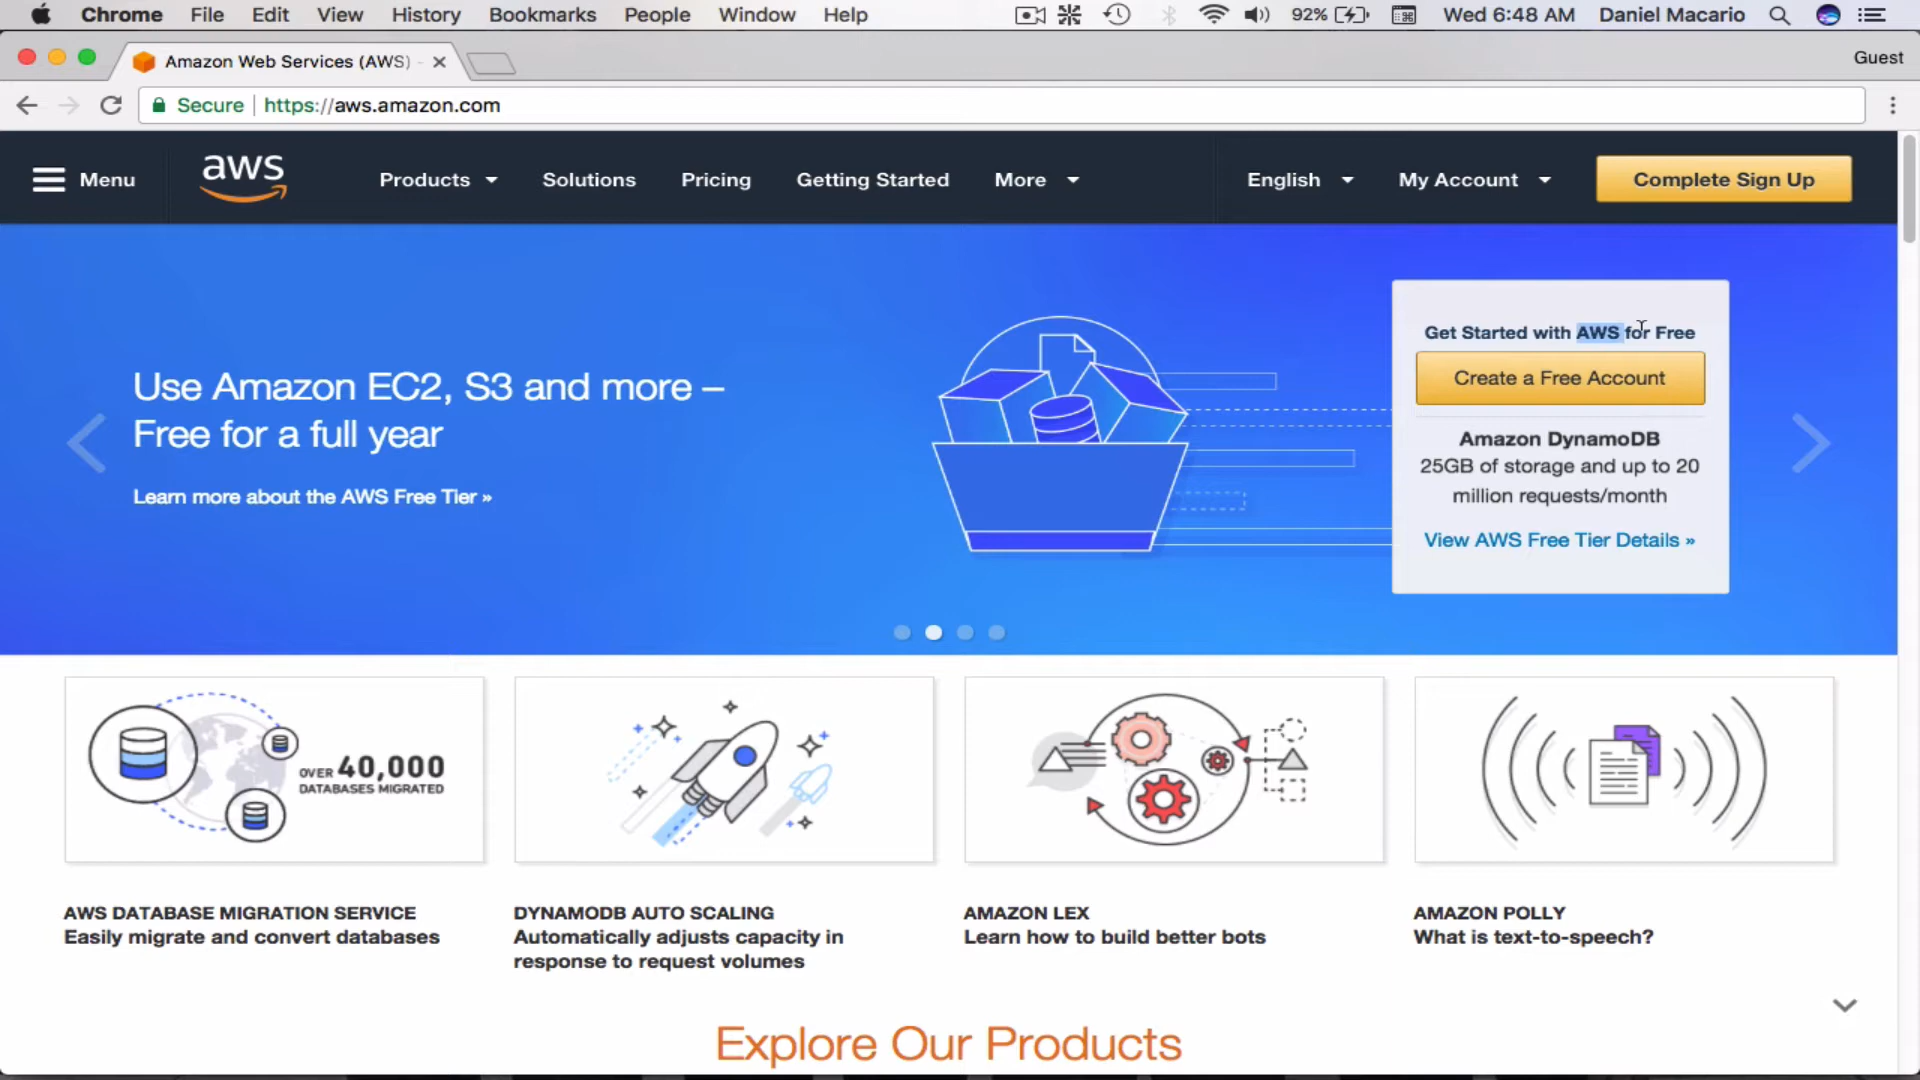 Chrome File Edit View History Bookmarks People Window Help 92% Wed 6:48 AM Daniel Macario
Amazon Web Services (AWS) - Guest
Secure https://aws.amazon.com
Menu aws Products Solutions Pricing Getting Started More English My Account Complete Sign Up
Use Amazon EC2, S3 and more –
Free for a full year
Learn more about the AWS Free Tier »
Get Started with AWS for Free
Create a Free Account
Amazon DynamoDB
25GB of storage and up to 20
million requests/month
View AWS Free Tier Details »
OVER 40,000
DATABASES MIGRATED
AWS DATABASE MIGRATION SERVICE
Easily migrate and convert databases
DYNAMODB AUTO SCALING
Automatically adjusts capacity in
response to request volumes
AMAZON LEX
Learn how to build better bots
AMAZON POLLY
What is text-to-speech?
Explore Our Products